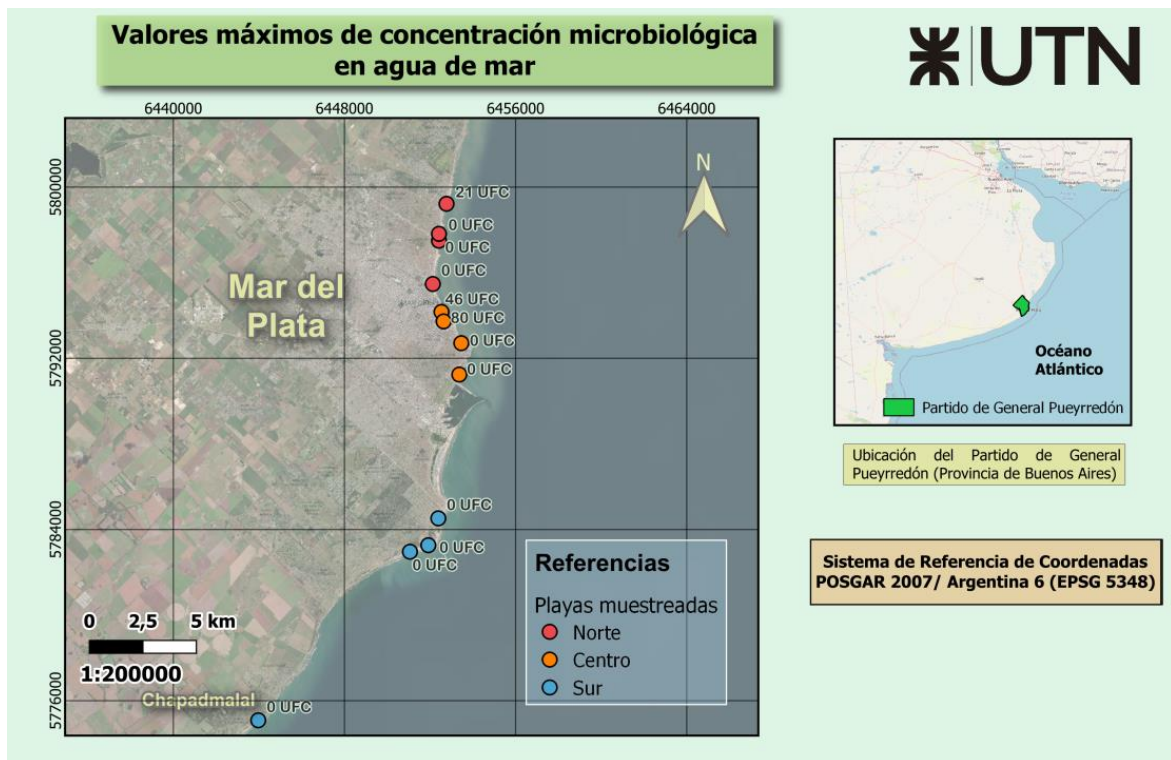 Valores máximos de concentración microbiológica
en agua de mar
UTN
6440000
6448000
6456000
6464000
5800000
5792000
5784000
5776000
N
21 UFC
0 UFC
0 UFC
0 UFC
46 UFC
80 UFC
0 UFC
0 UFC
Mar del
Plata
0 UFC
0 UFC
0 UFC
0 2,5 5 km
1:200000
Chapadmalal
0 UFC
Referencias
Playas muestreadas
Norte
Centro
Sur
Océano
Atlántico
Partido de General Pueyrredón
Ubicación del Partido de General
Pueyrredón (Provincia de Buenos Aires)
Sistema de Referencia de Coordenadas
POSGAR 2007/ Argentina 6 (EPSG 5348)